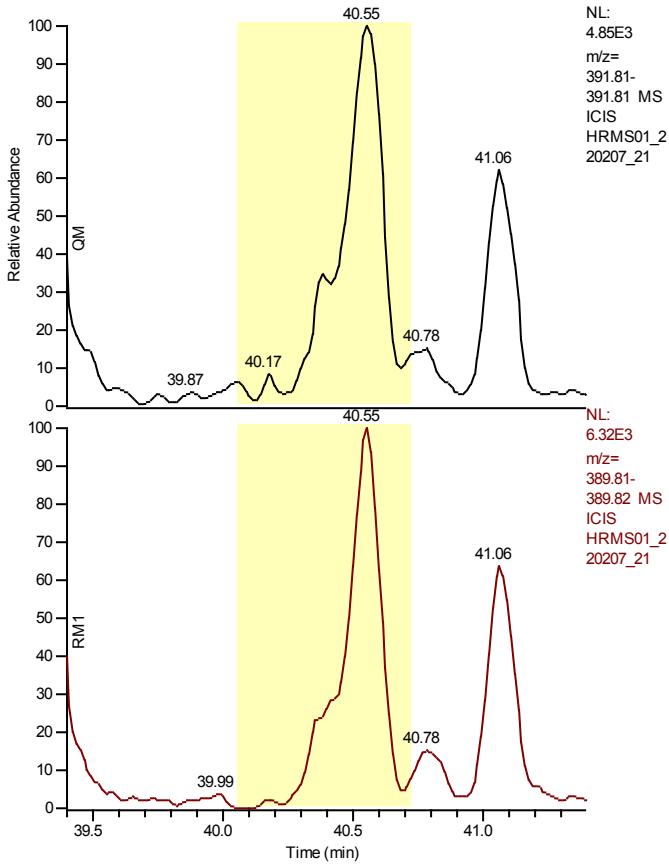 40.55
NL:
4.85E3
m/z=
391.81-
391.81 MS
ICIS
HRMS01_2
20207_21
100
90
80
70
60
50
40
30
20
10
0
Relative Abundance
QM
41.06
40.78
40.17
39.87
40.55
NL:
6.32E3
m/z=
389.81-
389.82 MS
ICIS
HRMS01_2
20207_21
100
90
80
70
60
50
40
30
20
10
0
RM1
41.06
40.78
39.99
39.5 40.0 40.5 41.0
Time (min)